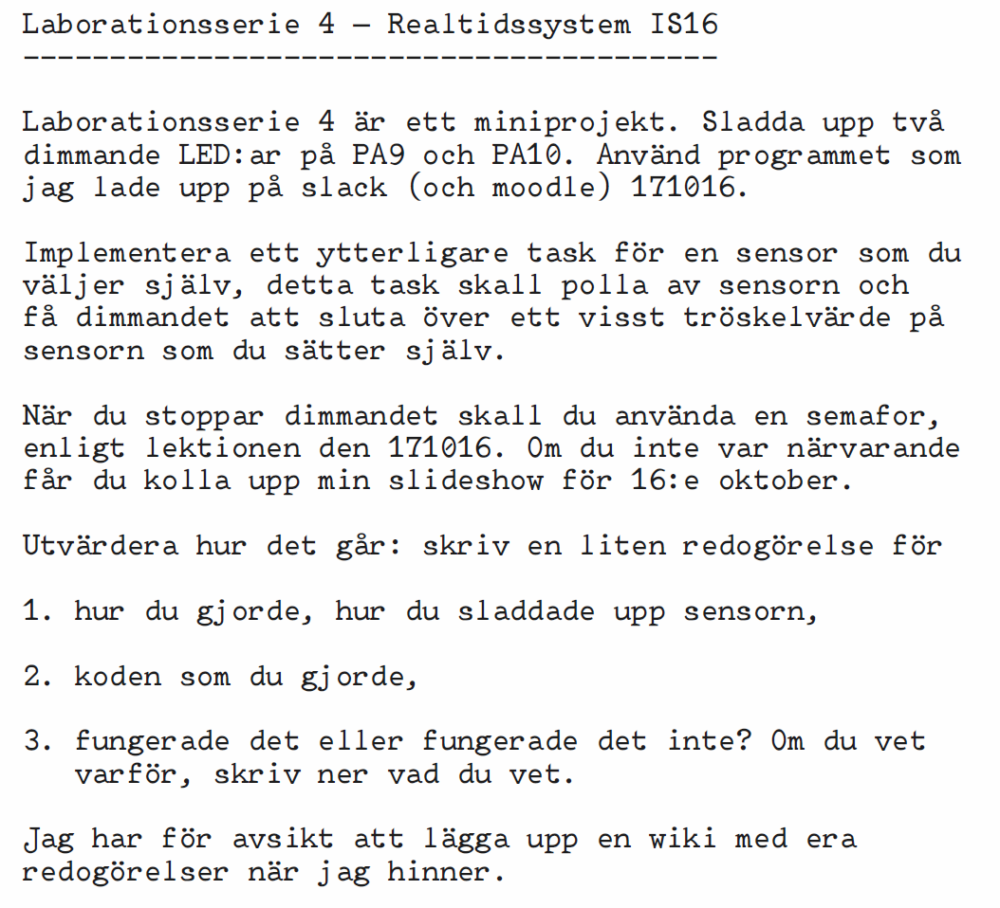 Laborationsserie 4 – Realtidssystem IS16
----------------------------------------
Laborationsserie 4 är ett miniprojekt. Sladda upp två
dimmande LED:ar på PA9 och PA10. Använd programmet som
jag lade upp på slack (och moodle) 171016.
Implementera ett ytterligare task för en sensor som du
väljer själv, detta task skall polla av sensorn och
få dimmandet att sluta över ett visst tröskelvärde på
sensorn som du sätter själv.
När du stoppar dimmandet skall du använda en semafor,
enligt lektionen den 171016. Om du inte var närvarande
får du kolla upp min slideshow för 16:e oktober.
Utvärdera hur det går: skriv en liten redogörelse för
1. hur du gjorde, hur du sladdade upp sensorn,
2. koden som du gjorde,
3. fungerade det eller fungerade det inte? Om du vet
varför, skriv ner vad du vet.
Jag har för avsikt att lägga upp en wiki med era
redogörelser när jag hinner.